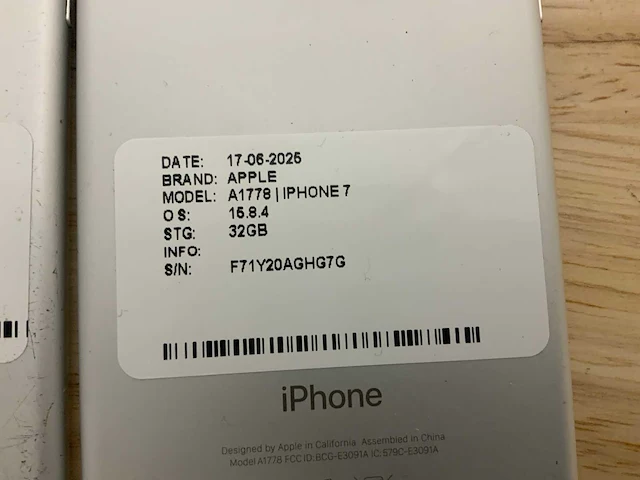 DATE: 17-06-2025
BRAND: APPLE
MODEL: A1778 | IPHONE 7
OS: 15.8.4
STG: 32GB
INFO:
S/N: F71Y20AGHG7G
iPhone
Designed by Apple in California Assembled in China
Model A1778 FCC ID: BCG-E3091A IC: 579C-E3091A